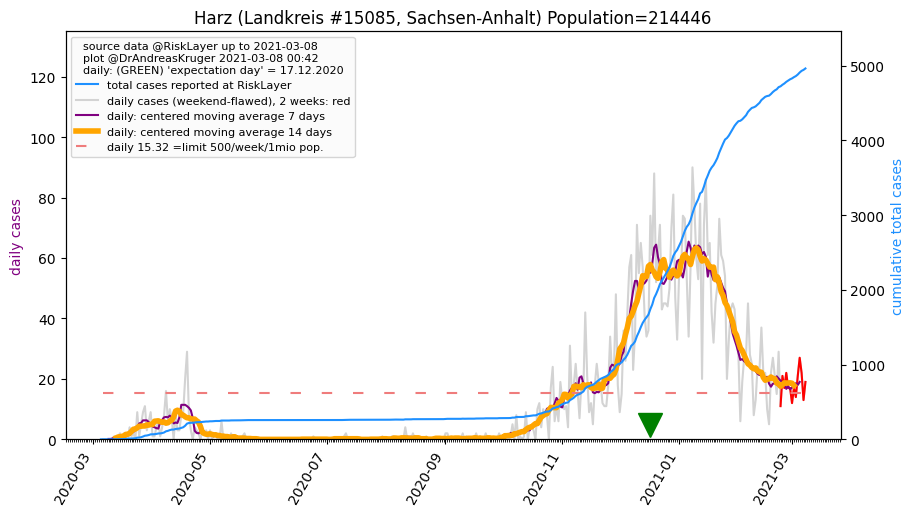 Harz (Landkreis #15085, Sachsen-Anhalt) Population=214446
source data @RiskLayer up to 2021-03-08
plot @DrAndreasKruger 2021-03-08 00:42
daily: (GREEN) 'expectation day' = 17.12.2020
total cases reported at RiskLayer
daily cases (weekend-flawed), 2 weeks: red
daily: centered moving average 7 days
daily: centered moving average 14 days
daily 15.32 =limit 500/week/1mio pop.
daily cases
120
100
80
60
40
20
0
cumulative total cases
5000
4000
3000
2000
1000
0
2020-03
2020-05
2020-07
2020-09
2020-11
2021-01
2021-03